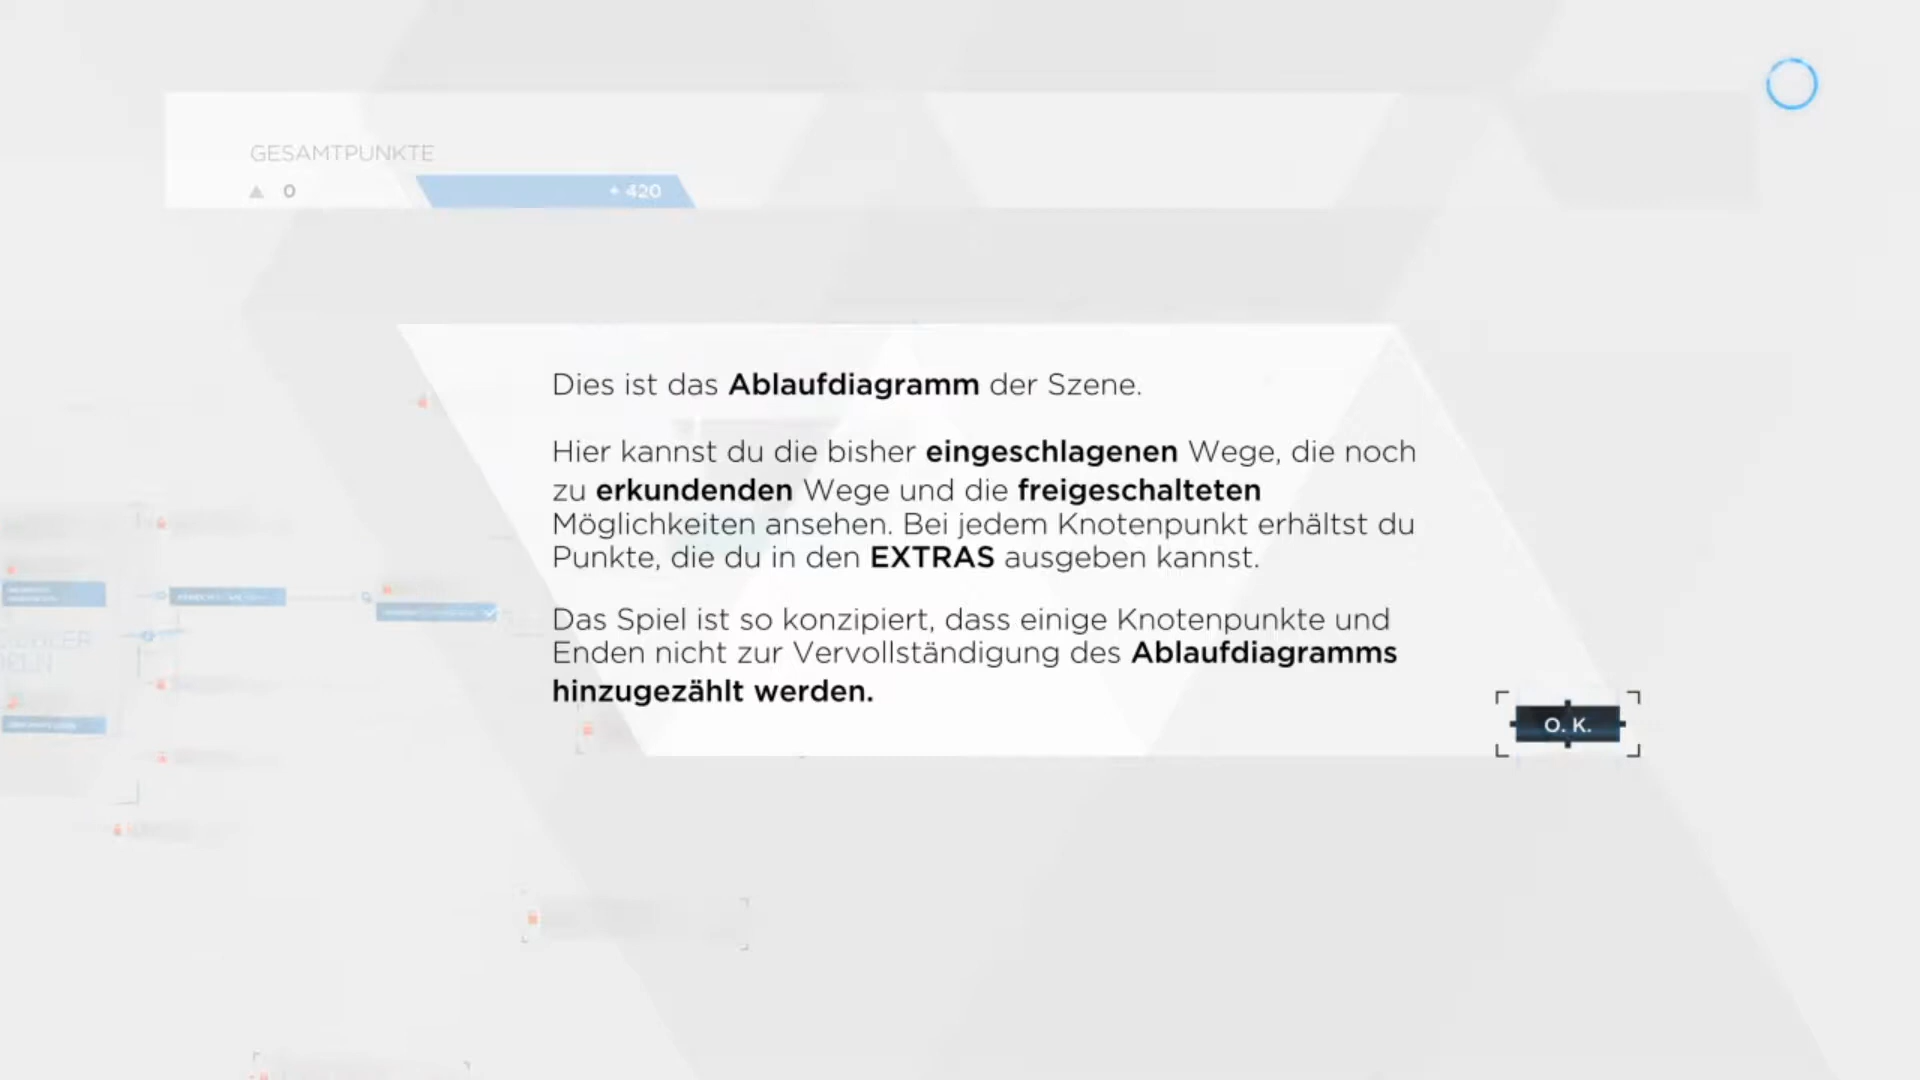 GESAMTPUNKTE
0
+ 420
Dies ist das Ablaufdiagramm der Szene.
Hier kannst du die bisher eingeschlagenen Wege, die noch
zu erkundenden Wege und die freigeschalteten
Möglichkeiten ansehen. Bei jedem Knotenpunkt erhältst du
Punkte, die du in den EXTRAS ausgeben kannst.
Das Spiel ist so konzipiert, dass einige Knotenpunkte und
Enden nicht zur Vervollständigung des Ablaufdiagramms
hinzugezählt werden.
O. K.